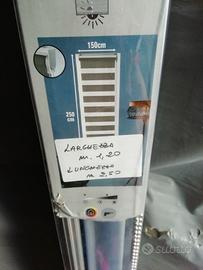 150cm
250
cm
LARGHEZZA
m. 1,20
LUNGHEZZA
m 2,50
subito